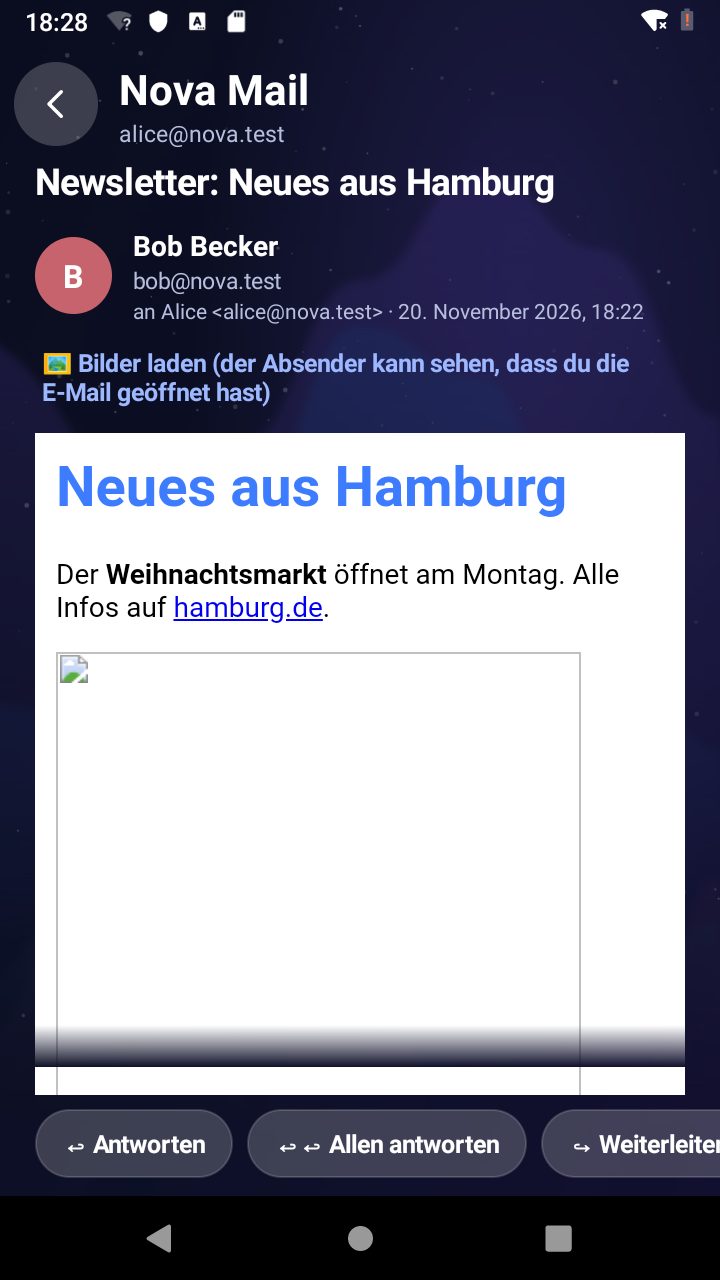 18:28
Nova Mail
alice@nova.test
Newsletter: Neues aus Hamburg
B
Bob Becker
bob@nova.test
an Alice <alice@nova.test> · 20. November 2026, 18:22
Bilder laden (der Absender kann sehen, dass du die
E-Mail geöffnet hast)
Neues aus Hamburg
Der Weihnachtsmarkt öffnet am Montag. Alle
Infos auf hamburg.de.
Antworten
Allen antworten
Weiterleiten